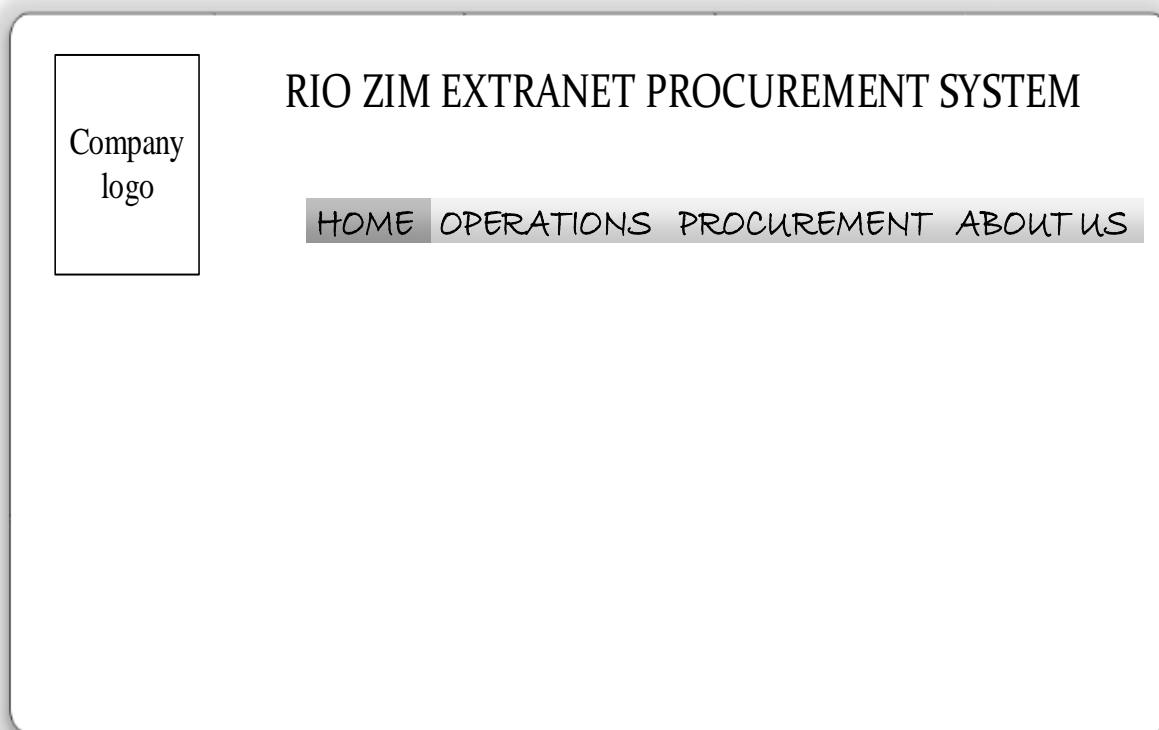 RIO ZIM EXTRANET PROCUREMENT SYSTEM
Company
logo
HOME OPERATIONS PROCUREMENT ABOUT US